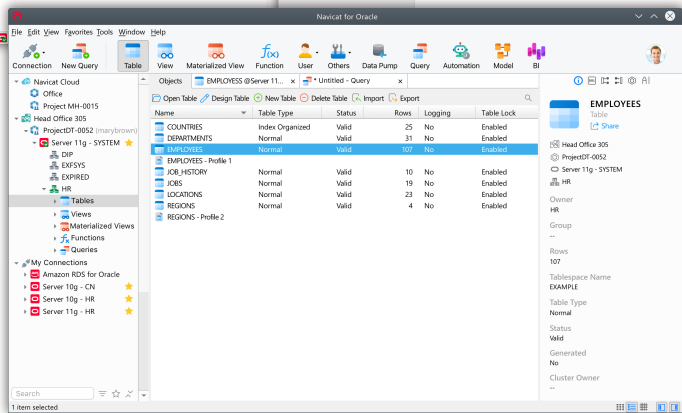 Navicat for Oracle
File Edit View Favorites Tools Window Help
Connection New Query Table View Materialized View Function User Others Data Pump Query Automation Model BI
Navicat Cloud
Office
Project MH-0015
Head Office 305
ProjectDT-0052 (marybrown)
Server 11g - SYSTEM
DIP
EXFSYS
EXPIRED
HR
Tables
Views
Materialized Views
Functions
Queries
My Connections
Amazon RDS for Oracle
Server 10g - CN
Server 10g - HR
Server 11g - HR
Search
1 item selected
Objects EMPLOYESS @Server 11... × * Untitled - Query ×
Open Table Design Table New Table Delete Table Import Export
Name Table Type Status Rows Logging Table Lock
COUNTRIES Index Organized Valid 25 No Enabled
DEPARTMENTS Normal Valid 31 No Enabled
EMPLOYEES Normal Valid 107 No Enabled
EMPLOYEES - Profile 1
JOB_HISTORY Normal Valid 10 No Enabled
JOBS Normal Valid 19 No Enabled
LOCATIONS Normal Valid 23 No Enabled
REGIONS Normal Valid 4 No Enabled
REGIONS - Profile 2
EMPLOYEES
Table
Share
Head Office 305
ProjectDT-0052
Server 11g - SYSTEM
HR
Owner
HR
Group
--
Rows
107
Tablespace Name
EXAMPLE
Table Type
Normal
Status
Valid
Generated
No
Cluster Owner
--